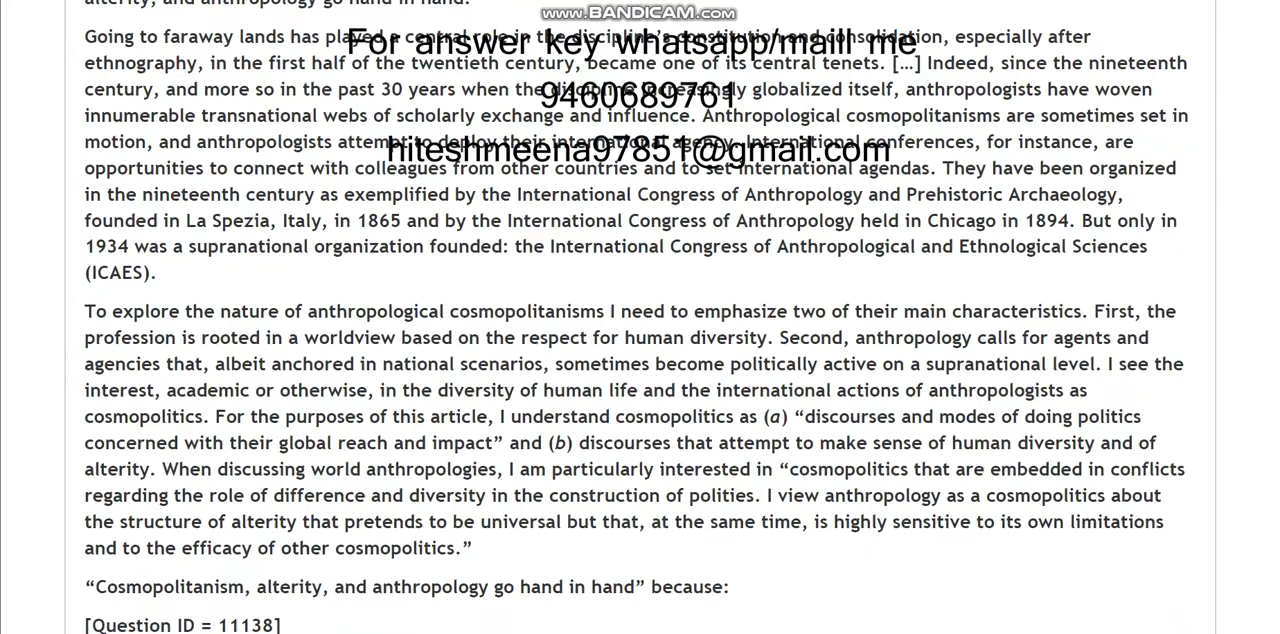 alterity, and anthropology go hand in hand.
www.BANDICAM.com
Going to faraway lands has played a central role in the discipline's constitution and consolidation, especially after
For answer key whatsapp/maill me
ethnography, in the first half of the twentieth century, became one of its central tenets. […] Indeed, since the nineteenth
century, and more so in the past 30 years when the discipline increasingly globalized itself, anthropologists have woven
9460689761
innumerable transnational webs of scholarly exchange and influence. Anthropological cosmopolitanisms are sometimes set in
motion, and anthropologists attempt to deploy their international agency. International conferences, for instance, are
hiteshmeena97851@gmail.com
opportunities to connect with colleagues from other countries and to set international agendas. They have been organized
in the nineteenth century as exemplified by the International Congress of Anthropology and Prehistoric Archaeology,
founded in La Spezia, Italy, in 1865 and by the International Congress of Anthropology held in Chicago in 1894. But only in
1934 was a supranational organization founded: the International Congress of Anthropological and Ethnological Sciences
(ICAES).
To explore the nature of anthropological cosmopolitanisms I need to emphasize two of their main characteristics. First, the
profession is rooted in a worldview based on the respect for human diversity. Second, anthropology calls for agents and
agencies that, albeit anchored in national scenarios, sometimes become politically active on a supranational level. I see the
interest, academic or otherwise, in the diversity of human life and the international actions of anthropologists as
cosmopolitics. For the purposes of this article, I understand cosmopolitics as (a) “discourses and modes of doing politics
concerned with their global reach and impact” and (b) discourses that attempt to make sense of human diversity and of
alterity. When discussing world anthropologies, I am particularly interested in “cosmopolitics that are embedded in conflicts
regarding the role of difference and diversity in the construction of polities. I view anthropology as a cosmopolitics about
the structure of alterity that pretends to be universal but that, at the same time, is highly sensitive to its own limitations
and to the efficacy of other cosmopolitics.”
“Cosmopolitanism, alterity, and anthropology go hand in hand” because:
[Question ID = 11138]